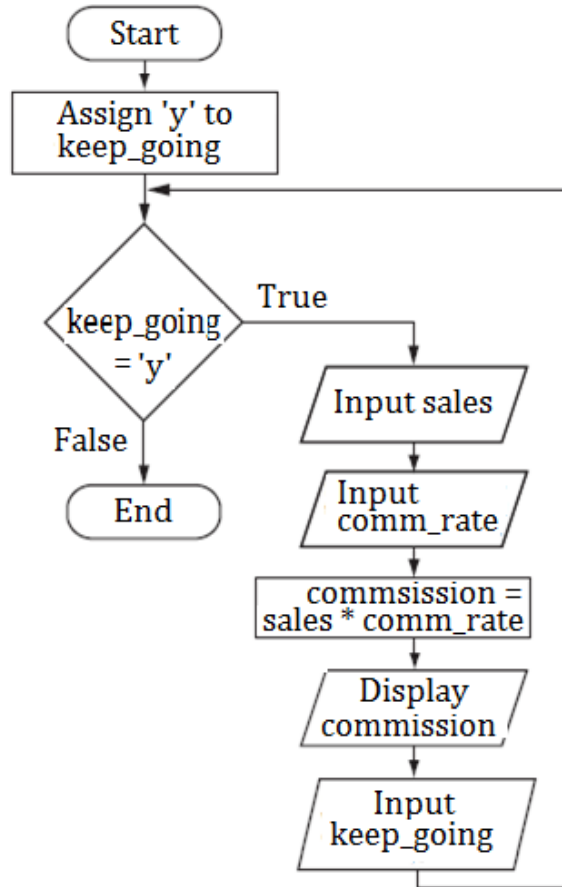 Start
Assign 'y' to
keep_going
keep_going
= 'y'
True
False
End
Input sales
Input
comm_rate
commsission =
sales * comm_rate
Display
commission
Input
keep_going